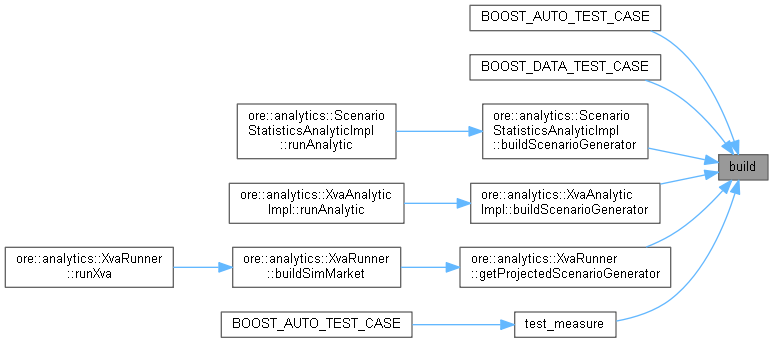 BOOST_AUTO_TEST_CASE
BOOST_DATA_TEST_CASE
ore::analytics::Scenario
StatisticsAnalyticImpl
::runAnalytic
ore::analytics::Scenario
StatisticsAnalyticImpl
::buildScenarioGenerator
build
ore::analytics::XvaAnalytic
Impl::runAnalytic
ore::analytics::XvaAnalytic
Impl::buildScenarioGenerator
ore::analytics::XvaRunner
::runXva
ore::analytics::XvaRunner
::buildSimMarket
ore::analytics::XvaRunner
::getProjectedScenarioGenerator
BOOST_AUTO_TEST_CASE
test_measure